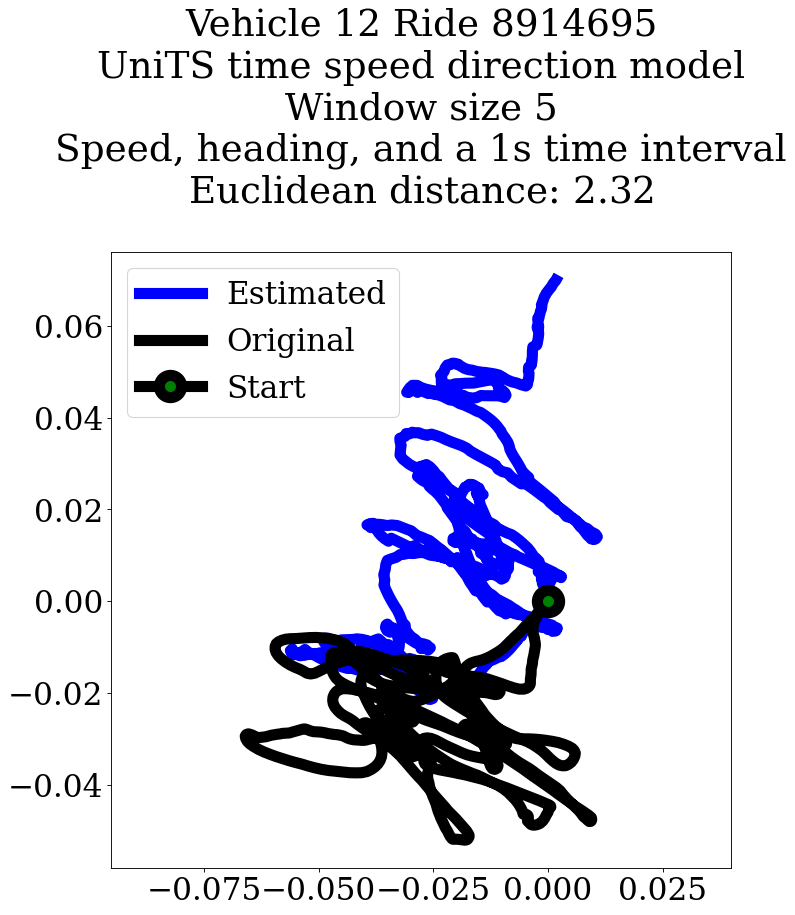 Vehicle 12 Ride 8914695
UniTS time speed direction model
Window size 5
Speed, heading, and a 1s time interval
Euclidean distance: 2.32
Estimated
Original
Start
0.06
0.04
0.02
0.00
−0.02
−0.04
−0.075 −0.050 −0.025 0.000 0.025